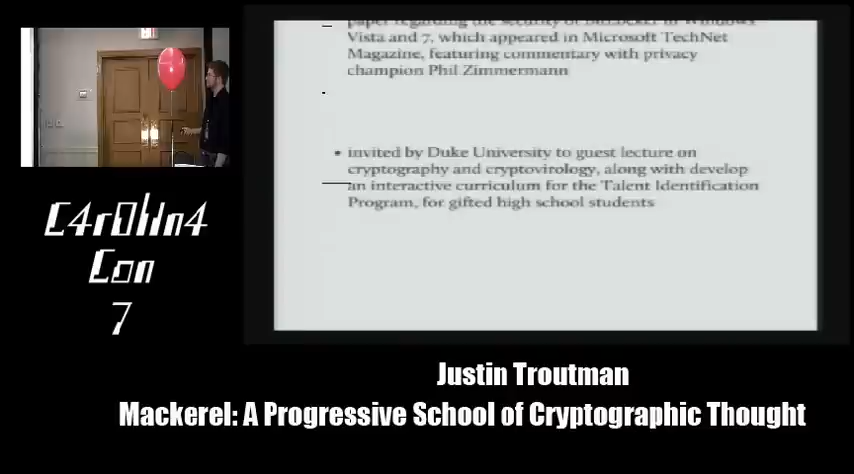 paper regarding the security of BitLocker in Windows
Vista and 7, which appeared in Microsoft TechNet
Magazine, featuring commentary with privacy
champion Phil Zimmermann
• invited by Duke University to guest lecture on
cryptography and cryptovirology, along with develop
an interactive curriculum for the Talent Identification
Program, for gifted high school students
C4r0l1n4
Con
7
Justin Troutman
Mackerel: A Progressive School of Cryptographic Thought